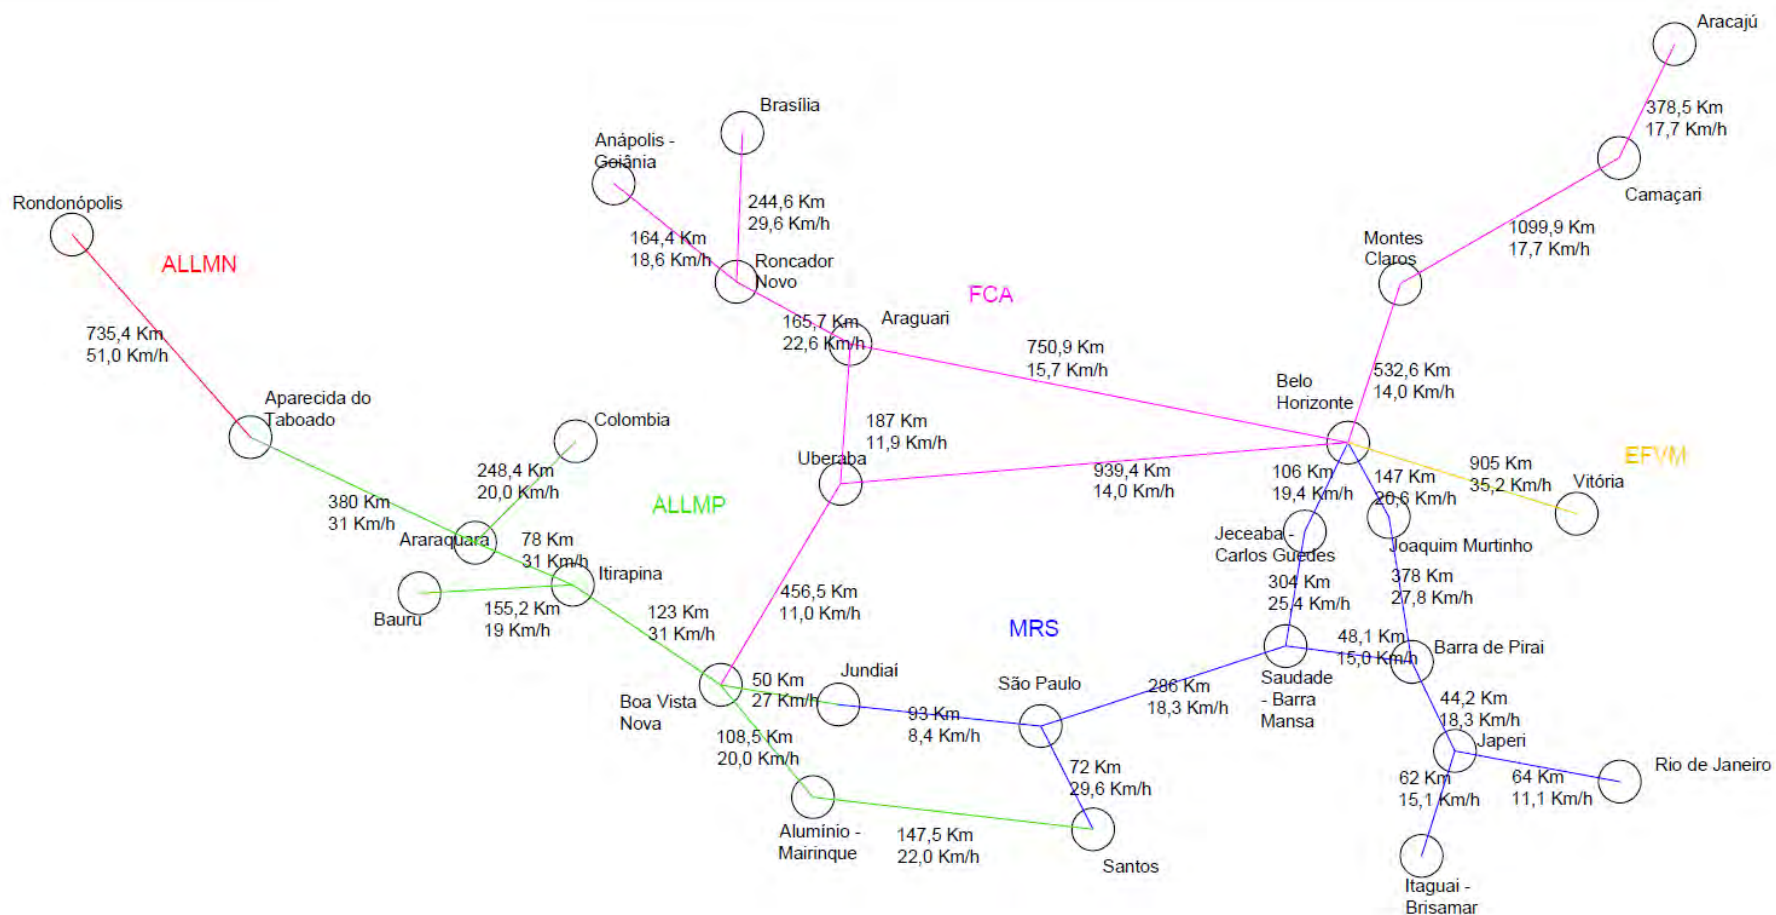 Aracajú
378,5 Km
17,7 Km/h
Brasília
Anápolis -
Goiânia
Camaçari
Rondonópolis
244,6 Km
29,6 Km/h
1099,9 Km
17,7 Km/h
Montes
Claros
164,4 Km
18,6 Km/h
ALLMN
Roncador
Novo
FCA
735,4 Km
51,0 Km/h
165,7 Km
22,6 Km/h
Araguari
750,9 Km
15,7 Km/h
532,6 Km
14,0 Km/h
Belo
Horizonte
Aparecida do
Taboado
Colombia
187 Km
11,9 Km/h
Uberaba
939,4 Km
14,0 Km/h
106 Km
19,4 Km/h
147 Km
20,6 Km/h
905 Km
35,2 Km/h
EFVM
Vitória
248,4 Km
20,0 Km/h
380 Km
31 Km/h
ALLMP
Araraquara
78 Km
31 Km/h
Itirapina
Jeceaba -
Carlos Guedes
Joaquim Murtinho
Bauru
155,2 Km
19 Km/h
123 Km
31 Km/h
456,5 Km
11,0 Km/h
304 Km
25,4 Km/h
378 Km
27,8 Km/h
MRS
48,1 Km
15,0 Km/h
Barra de Pirai
Boa Vista
Nova
50 Km
27 Km/h
Jundiaí
São Paulo
286 Km
18,3 Km/h
Saudade
- Barra
Mansa
93 Km
8,4 Km/h
44,2 Km
18,3 Km/h
Japeri
108,5 Km
20,0 Km/h
72 Km
29,6 Km/h
62 Km
15,1 Km/h
64 Km
11,1 Km/h
Rio de Janeiro
Alumínio -
Mairinque
147,5 Km
22,0 Km/h
Santos
Itaguai -
Brisamar